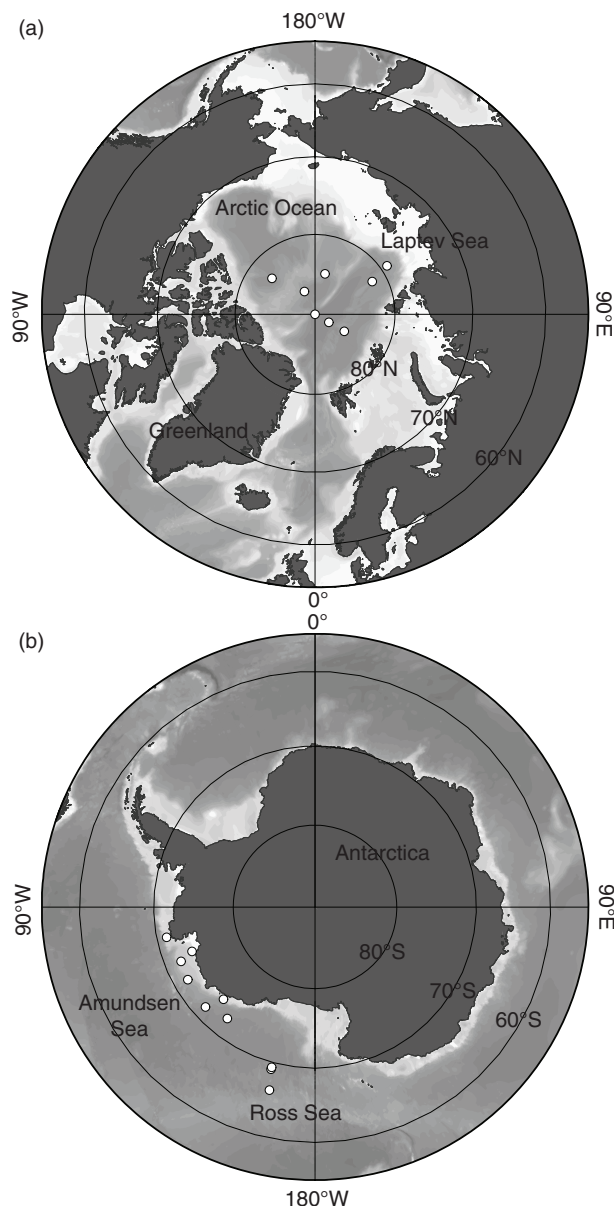 (a)
180°W
Arctic Ocean
Laptev Sea
90°W
90°E
80°N
70°N
Greenland
60°N
0°
0°
(b)
Antarctica
90°W
90°E
80°S
70°S
Amundsen
Sea
60°S
Ross Sea
180°W